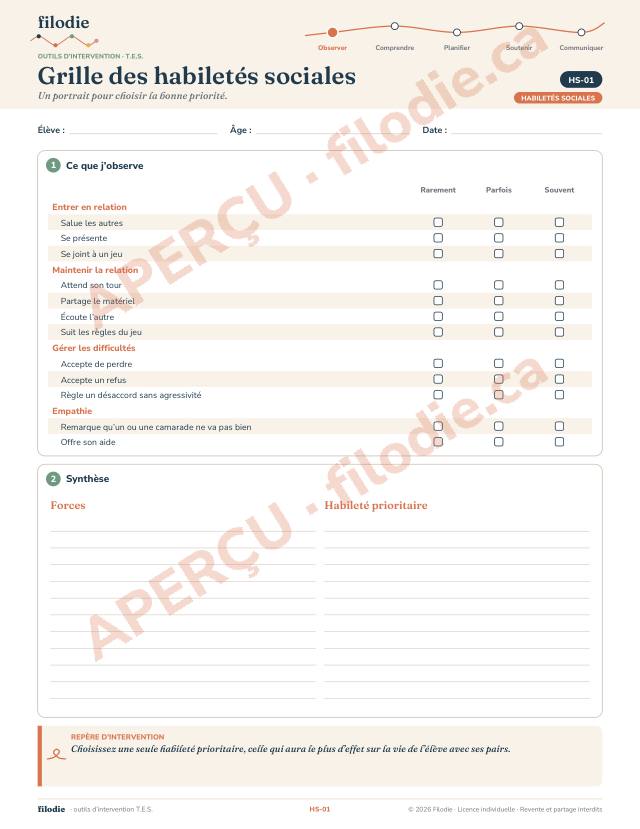 filodie
OUTILS D'INTERVENTION · T.E.S.
Observer Comprendre Planifier Soutenir Communiquer
Grille des habiletés sociales
HS-01
Un portrait pour choisir la bonne priorité.
HABILETÉS SOCIALES
Élève : Âge : Date :
1 Ce que j'observe
Rarement Parfois Souvent
Entrer en relation
Salue les autres
Se présente
Se joint à un jeu
Maintenir la relation
Attend son tour
Partage le matériel
Écoute l'autre
Suit les règles du jeu
Gérer les difficultés
Accepte de perdre
Accepte un refus
Règle un désaccord sans agressivité
Empathie
Remarque qu'un ou une camarade ne va pas bien
Offre son aide
APERÇU · filodie.ca
2 Synthèse
Forces Habileté prioritaire
APERÇU · filodie.ca
REPÈRE D'INTERVENTION
Choisissez une seule habileté prioritaire, celle qui aura le plus d'effet sur la vie de l'élève avec ses pairs.
filodie · outils d'intervention T.E.S. HS-01 © 2026 Filodie · Licence individuelle · Revente et partage interdits